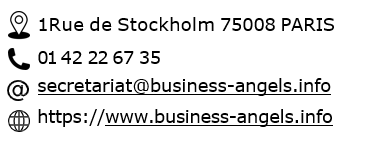 1Rue de Stockholm 75008 PARIS
01 42 22 67 35
secretariat@business-angels.info
https://www.business-angels.info